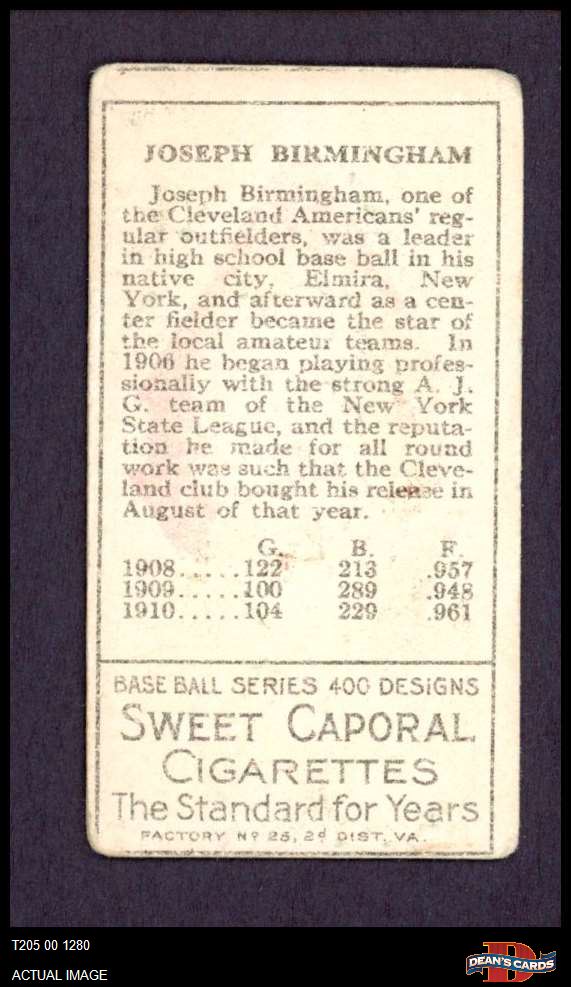 JOSEPH BIRMINGHAM
Joseph Birmingham, one of
the Cleveland Americans' reg-
ular outfielders, was a leader
in high school base ball in his
native city, Elmira, New
York, and afterward as a cen-
ter fielder became the star of
the local amateur teams. In
1906 he began playing profes-
sionally with the strong A. J.
G. team of the New York
State League, and the reputa-
tion he made for all round
work was such that the Cleve-
land club bought his release in
August of that year.
G. B. F.
1908.....122 213 .957
1909.....100 289 .948
1910.....104 229 .961
BASE BALL SERIES 400 DESIGNS
SWEET CAPORAL
CIGARETTES
The Standard for Years
FACTORY Nº 25, 2d DIST. VA.
T205 00 1280
ACTUAL IMAGE
DEAN'S CARDS